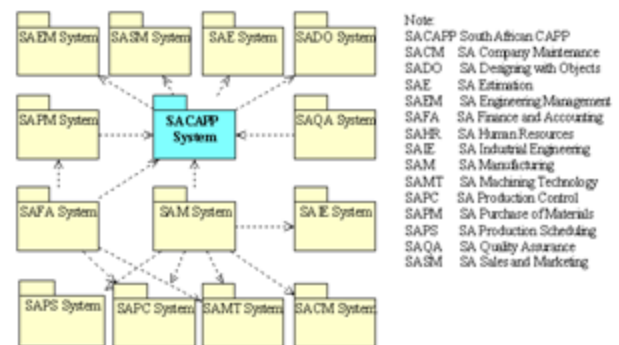 SAEM System
SASM System
SAE System
SADO System
SAPM System
SACAPP
System
SAQA System
SAFA System
SAM System
SAIE System
SAPS System
SAPC System
SAMT System
SACM System
Note:
SACAPP South African CAPP
SACM SA Company Maintenance
SADO SA Designing with Objects
SAE SA Estimation
SAEM SA Engineering Management
SAFA SA Finance and Accounting
SAHR SA Human Resources
SAIE SA Industrial Engineering
SAM SA Manufacturing
SAMT SA Machining Technology
SAPC SA Production Control
SAPM SA Purchase of Materials
SAPS SA Production Scheduling
SAQA SA Quality Assurance
SASM SA Sales and Marketing